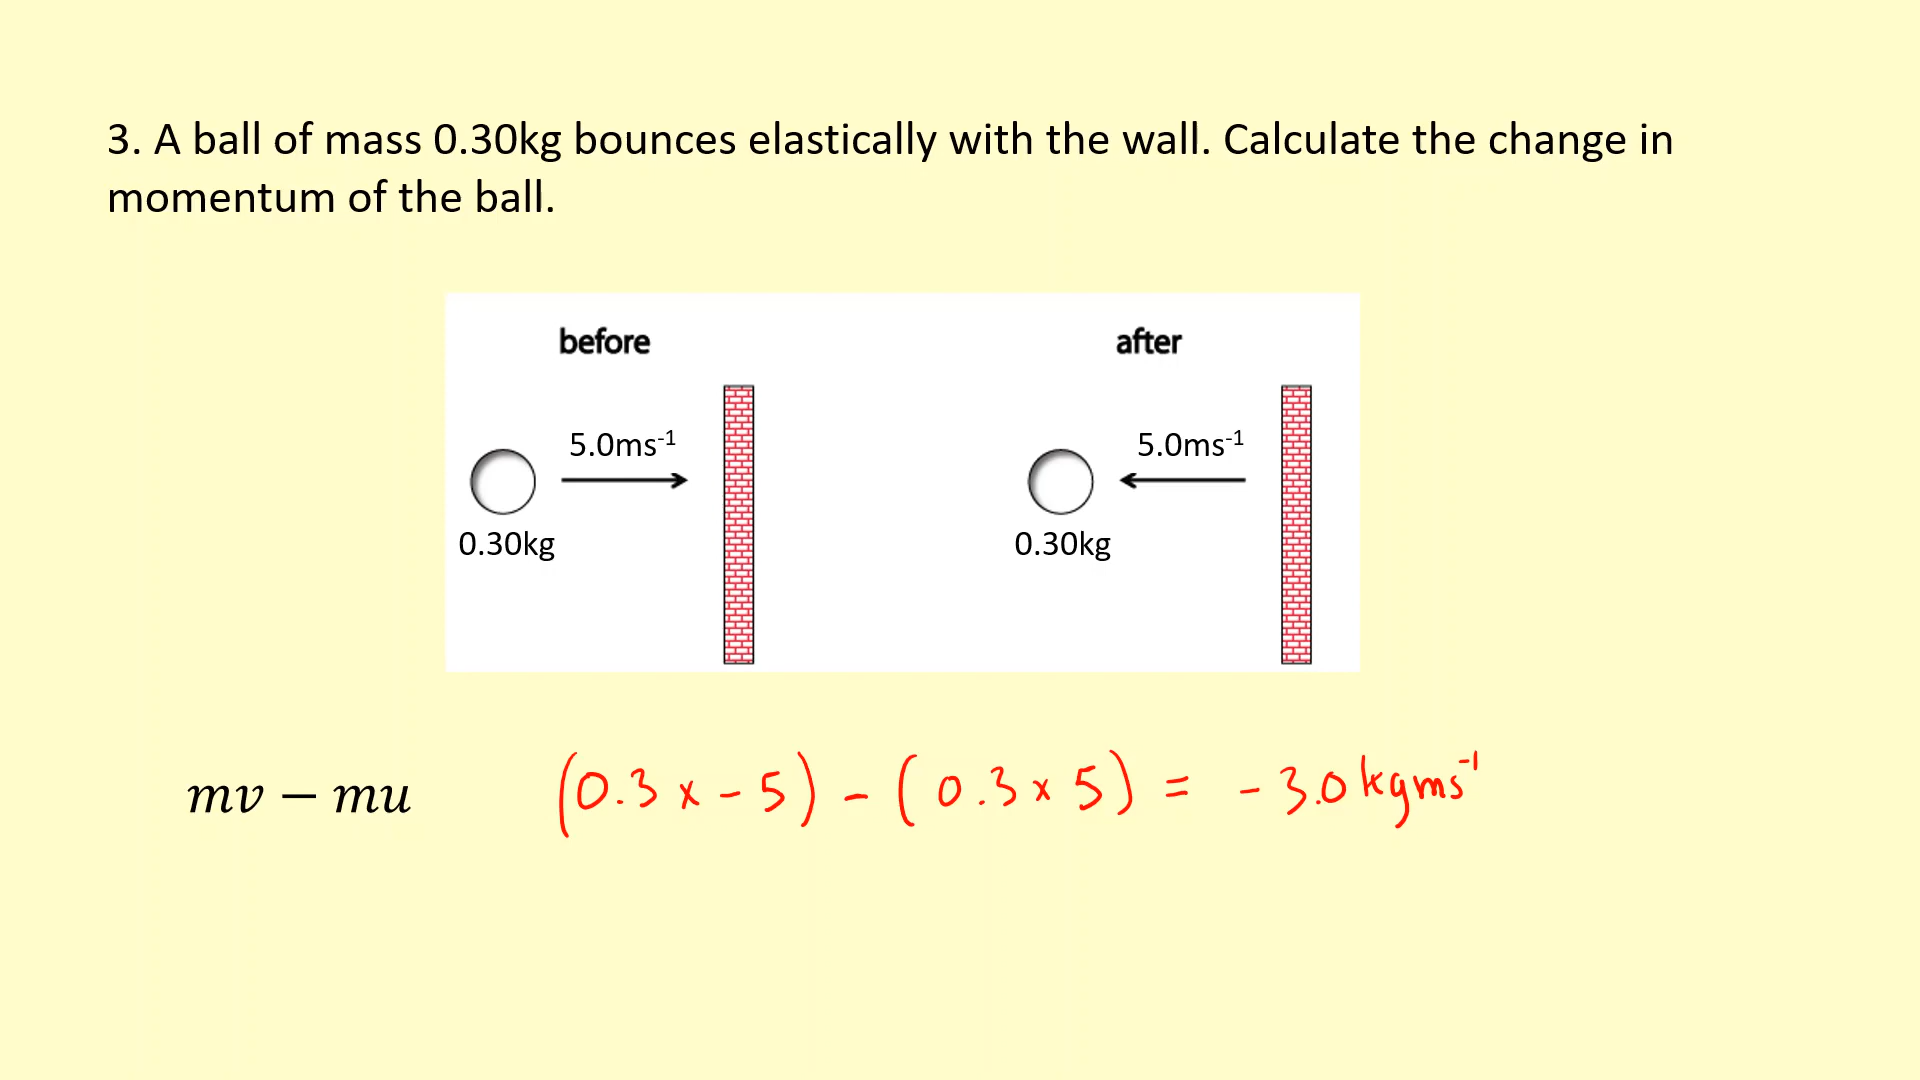 3. A ball of mass 0.30kg bounces elastically with the wall. Calculate the change in
momentum of the ball.
before
after
5.0ms⁻¹
5.0ms⁻¹
0.30kg
0.30kg
𝑚𝑣 − 𝑚𝑢
(0.3 x - 5) - (0.3 x 5) = - 3.0 kgms⁻¹